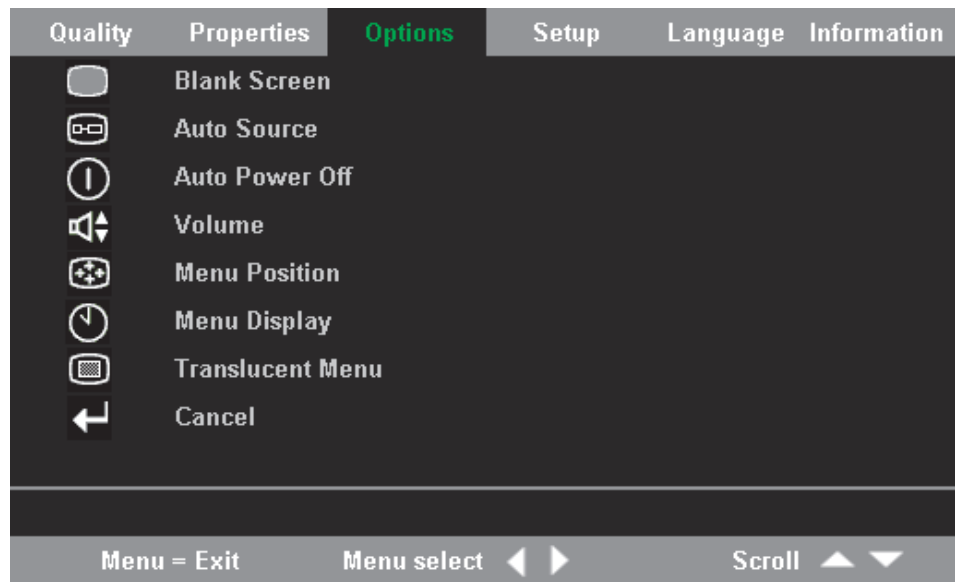 Quality Properties Options Setup Language Information
Blank Screen
Auto Source
Auto Power Off
Volume
Menu Position
Menu Display
Translucent Menu
Cancel
Menu = Exit Menu select Scroll